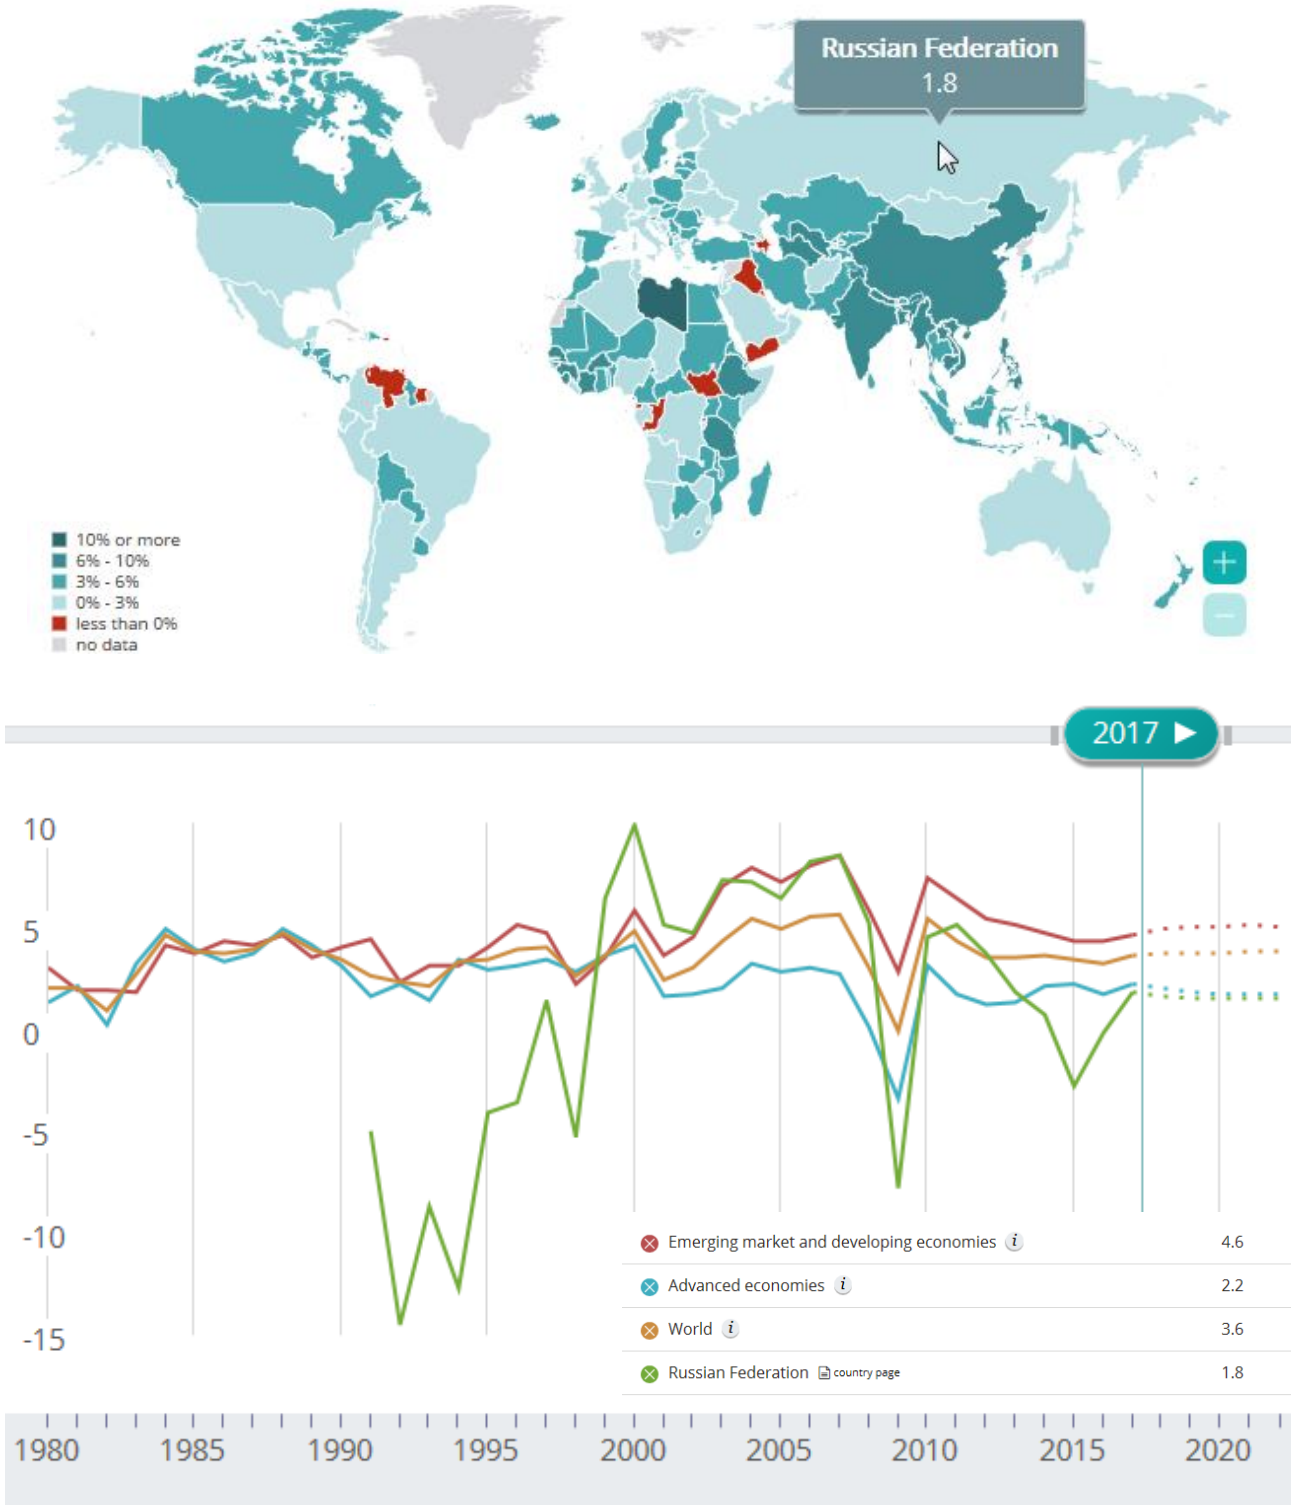 Russian Federation
1.8
10% or more
6% - 10%
3% - 6%
0% - 3%
less than 0%
no data
2017
10
5
0
-5
-10
-15
Emerging market and developing economies i 4.6
Advanced economies i 2.2
World i 3.6
Russian Federation country page 1.8
1980 1985 1990 1995 2000 2005 2010 2015 2020